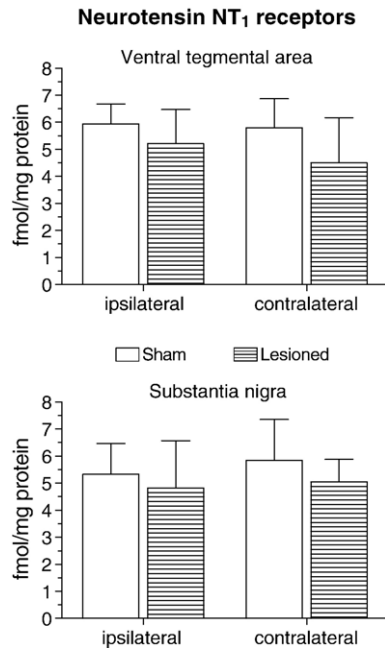 Neurotensin NT₁ receptors
Ventral tegmental area
fmol/mg protein
8
7
6
5
4
3
2
1
0
ipsilateral contralateral
Sham Lesioned
Substantia nigra
fmol/mg protein
8
7
6
5
4
3
2
1
0
ipsilateral contralateral